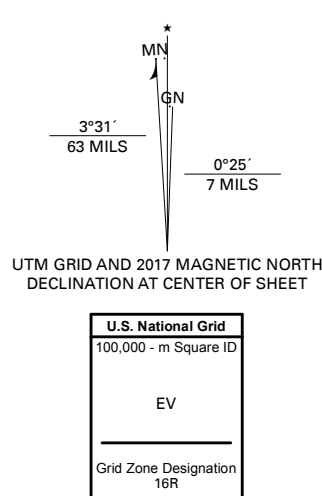 MN
GN
3°31´
63 MILS
0°25´
7 MILS
UTM GRID AND 2017 MAGNETIC NORTH
DECLINATION AT CENTER OF SHEET
U.S. National Grid
100,000 - m Square ID
EV
Grid Zone Designation
16R